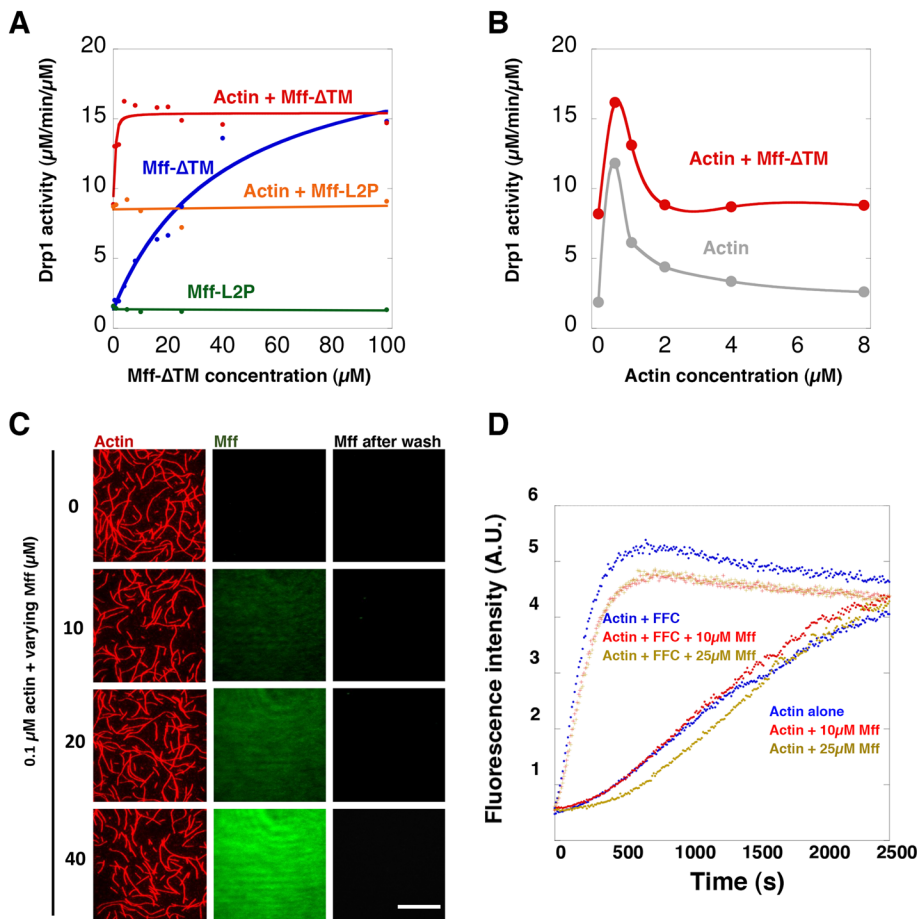 A
Drp1 activity (µM/min/µM)
20
15
10
5
0
Actin + Mff-ΔTM
Mff-ΔTM
Actin + Mff-L2P
Mff-L2P
0 20 40 60 80 100
Mff-ΔTM concentration (µM)
B
Drp1 activity (µM/min/µM)
20
15
10
5
0
Actin + Mff-ΔTM
Actin
0 2 4 6 8
Actin concentration (µM)
C
Actin Mff Mff after wash
0.1 µM actin + varying Mff (µM)
0
10
20
40
D
Fluorescence intensity (A.U.)
6
5
4
3
2
1
Actin + FFC
Actin + FFC + 10µM Mff
Actin + FFC + 25µM Mff
Actin alone
Actin + 10µM Mff
Actin + 25µM Mff
0 500 1000 1500 2000 2500
Time (s)